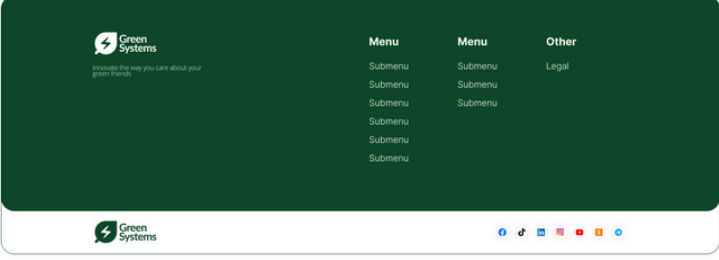 Green
Systems
Innovate the way you care about your
green friends
Menu
Submenu
Submenu
Submenu
Submenu
Submenu
Submenu
Menu
Submenu
Submenu
Submenu
Other
Legal
Green
Systems